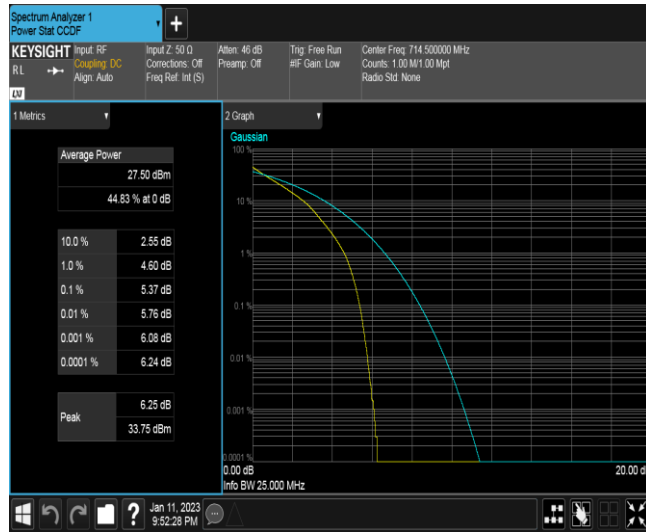 Spectrum Analyzer 1
Power Stat CCDF
+
KEYSIGHT
RL
LXI
Input: RF
Coupling: DC
Align: Auto
Input Z: 50 Ω
Corrections: Off
Freq Ref: Int (S)
Atten: 46 dB
Preamp: Off
Trig: Free Run
#IF Gain: Low
Center Freq: 714.500000 MHz
Counts: 1.00 M/1.00 Mpt
Radio Std: None
1 Metrics
Average Power
27.50 dBm
44.83 % at 0 dB
10.0 % 2.55 dB
1.0 % 4.60 dB
0.1 % 5.37 dB
0.01 % 5.76 dB
0.001 % 6.08 dB
0.0001 % 6.24 dB
Peak
6.25 dB
33.75 dBm
2 Graph
Gaussian
100 %
10 %
1 %
0.1 %
0.01 %
0.001 %
0.0001 %
0.00 dB
20.00 d
Info BW 25.000 MHz
?
Jan 11, 2023
9:52:28 PM